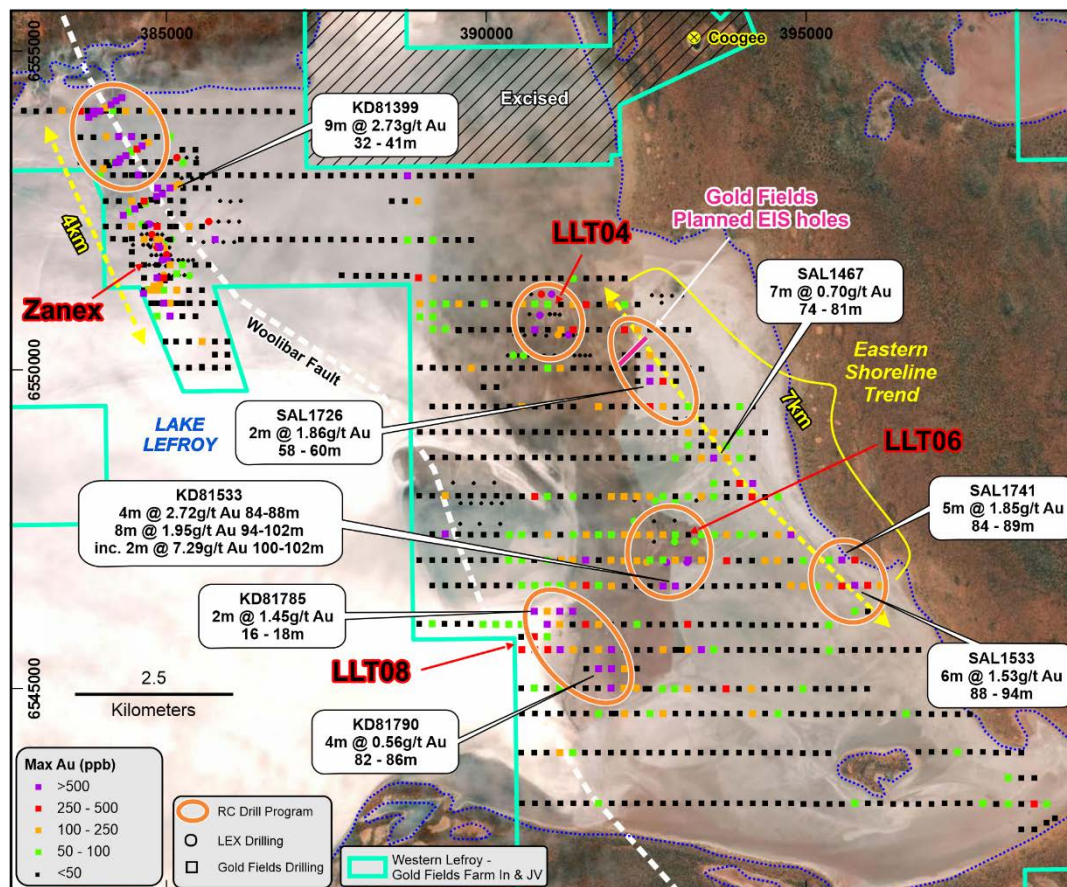 385000
390000
395000
6555000
Coogee
Excised
KD81399
9m @ 2.73g/t Au
32 - 41m
4km
Gold Fields
Planned EIS holes
LLT04
SAL1467
7m @ 0.70g/t Au
74 - 81m
Zanex
Woolibar Fault
6550000
Eastern
Shoreline
Trend
7km
LAKE
LEFROY
SAL1726
2m @ 1.86g/t Au
58 - 60m
LLT06
KD81533
4m @ 2.72g/t Au 84-88m
8m @ 1.95g/t Au 94-102m
inc. 2m @ 7.29g/t Au 100-102m
SAL1741
5m @ 1.85g/t Au
84 - 89m
KD81785
2m @ 1.45g/t Au
16 - 18m
LLT08
SAL1533
6m @ 1.53g/t Au
88 - 94m
6545000
2.5
Kilometers
KD81790
4m @ 0.56g/t Au
82 - 86m
Max Au (ppb)
>500
250 - 500
100 - 250
50 - 100
<50
RC Drill Program
LEX Drilling
Gold Fields Drilling
Western Lefroy -
Gold Fields Farm In & JV